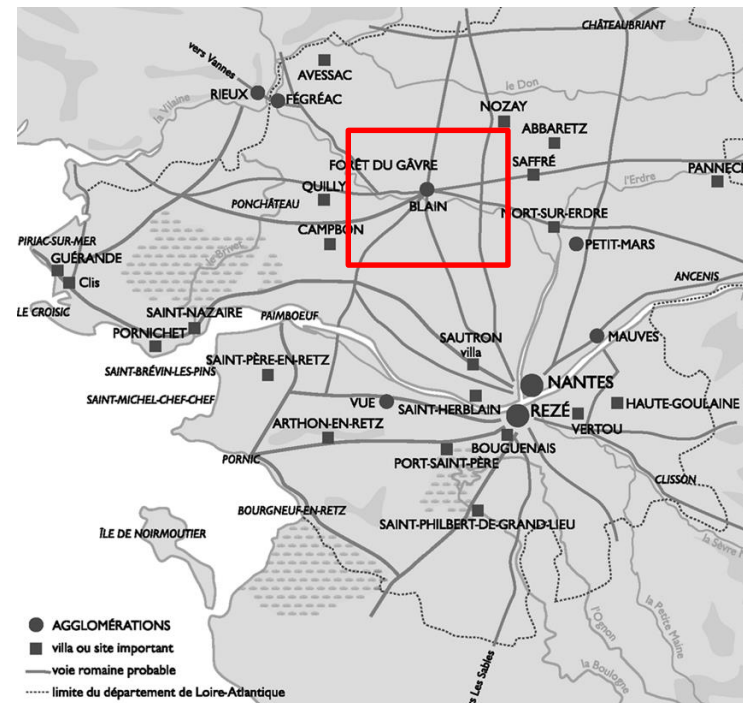 CHÂTEAUBRIANT
vers Vannes
AVESSAC
le Don
RIEUX
FÉGRÉAC
la Vilaine
NOZAY
ABBARETZ
FORÊT DU GÂVRE
SAFFRÉ
PANNEC
l'Erdre
QUILLY
PONCHÂTEAU
BLAIN
NORT-SUR-ERDRE
CAMPBON
PETIT-MARS
PIRIAC-SUR-MER
GUÉRANDE
le Brivet
Clis
ANCENIS
LE CROISIC
SAINT-NAZAIRE
PAIMBOEUF
PORNICHET
SAUTRON
villa
MAUVES
SAINT-BRÉVIN-LES-PINS
SAINT-PÈRE-EN-RETZ
NANTES
SAINT-MICHEL-CHEF-CHEF
VUE
SAINT-HERBLAIN
REZÉ
HAUTE-GOULAINE
ARTHON-EN-RETZ
VERTOU
BOUGUENAIS
PORNIC
PORT-SAINT-PÈRE
CLISSON
BOURGNEUF-EN-RETZ
SAINT-PHILBERT-DE-GRAND-LIEU
ÎLE DE NOIRMOUTIER
la Sèvre
la Petite Maine
l'Ognon
la Boulogne
rs Les Sables
AGGLOMÉRATIONS
villa ou site important
voie romaine probable
limite du département de Loire-Atlantique